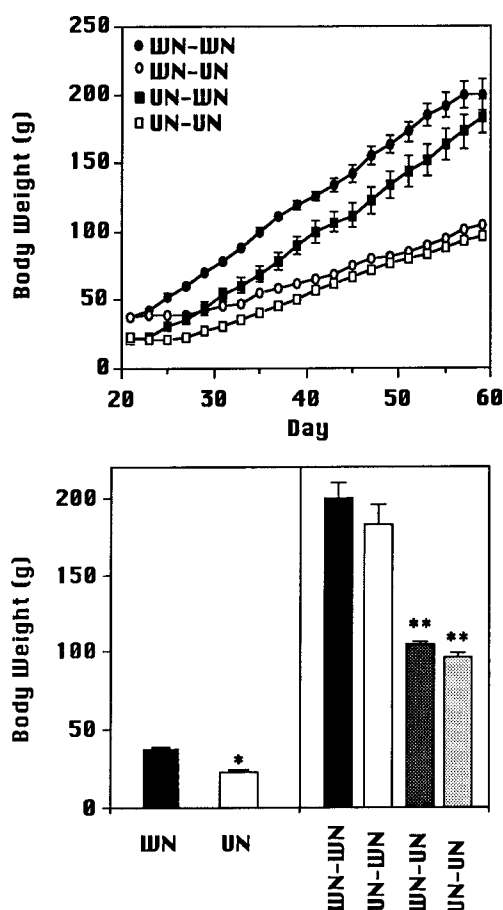 250
200
150
100
50
0
Body Weight (g)
WN-WN
WN-UN
UN-WN
UN-UN
20
30
40
50
60
Day
200
150
100
50
0
Body Weight (g)
*
**
**
WN
UN
WN-WN
UN-WN
WN-UN
UN-UN